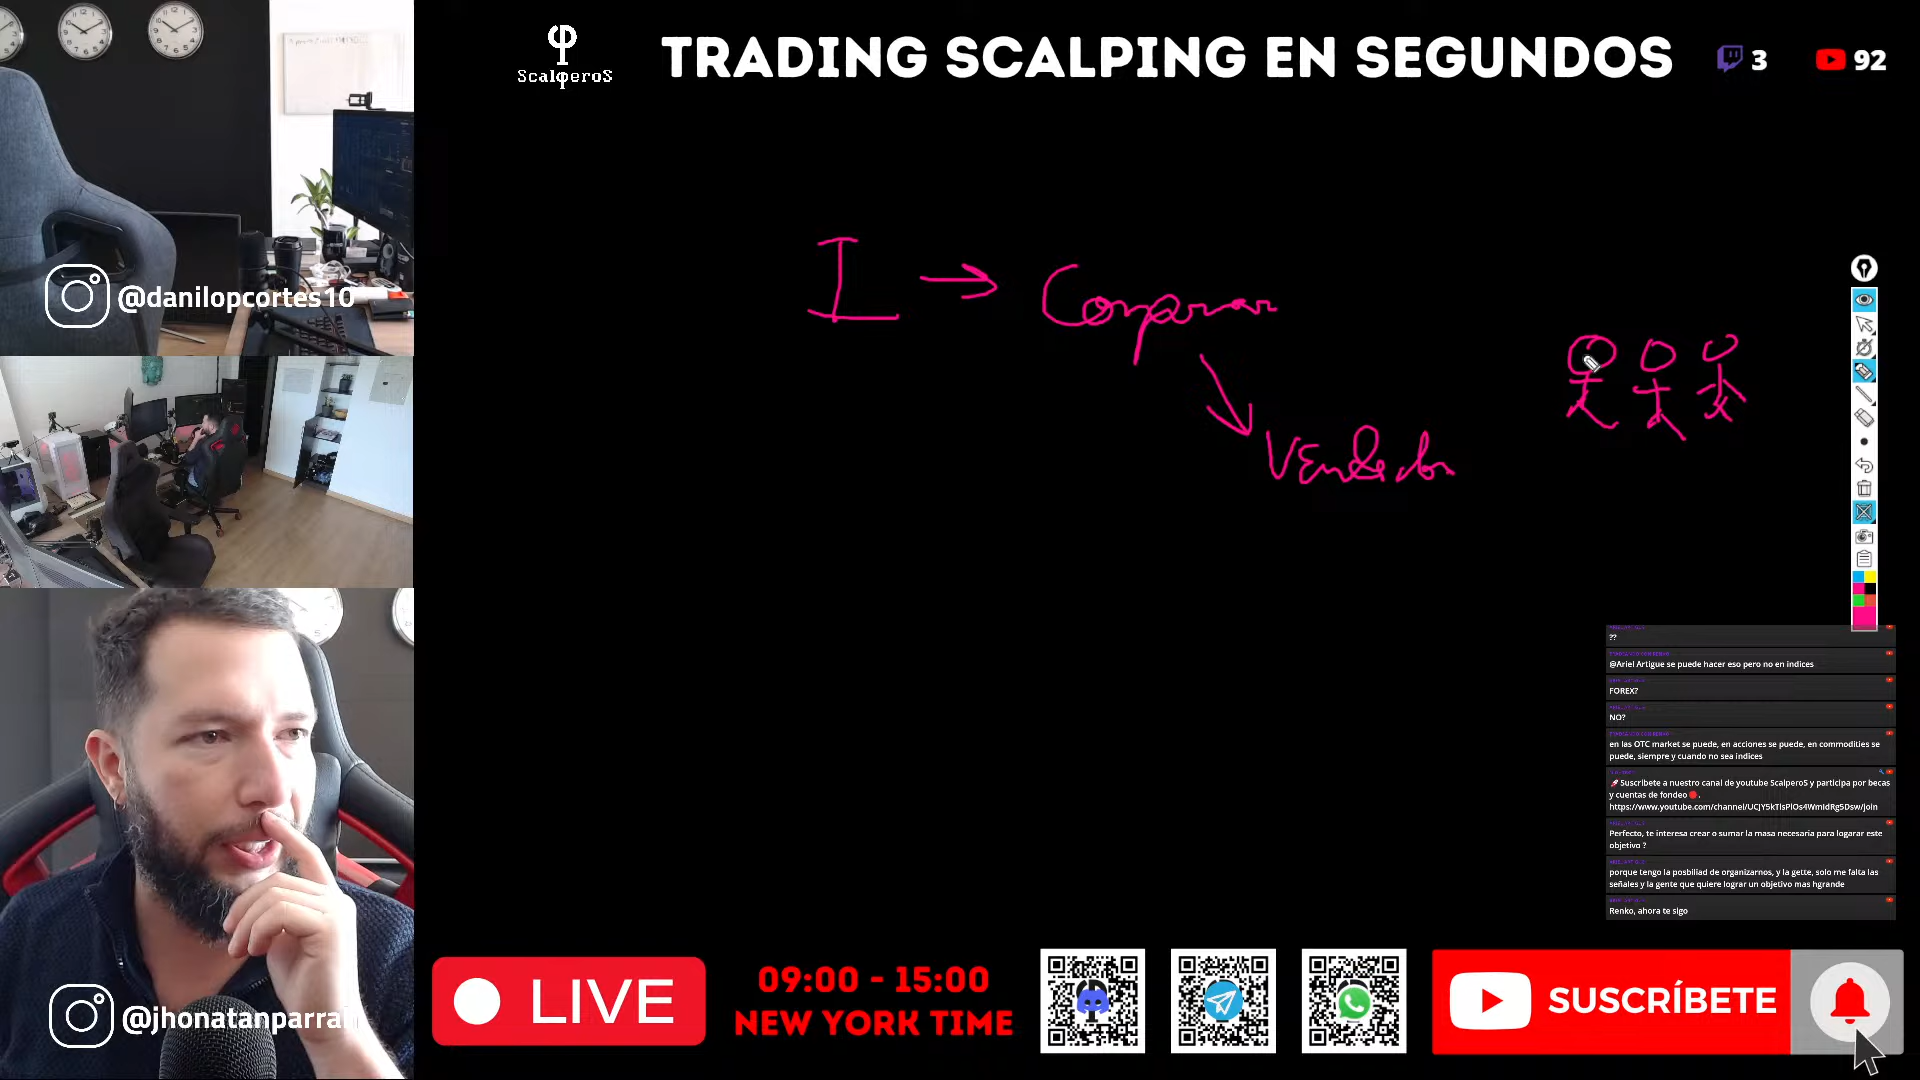 ScalperoS
TRADING SCALPING EN SEGUNDOS
3
92
@danilopcortes10
I → Comprar
Vendedor
??
@Ariel Artigue se puede hacer eso pero no en indices
FOREX?
NO?
en las OTC market se puede, en acciones se puede, en commodities se
puede, siempre y cuando no sea indices
🚀Suscribete a nuestro canal de youtube ScalperoS y participa por becas
y cuentas de fondeo🔴.
Perfecto, te interesa crear o sumar la masa necesaria para logarar este
objetivo ?
porque tengo la posbiliad de organizarnos, y la gette, solo me falta las
señales y la gente que quiere lograr un objetivo mas hgrande
Renko, ahora te sigo
@jhonatanparra
LIVE
09:00 - 15:00
NEW YORK TIME
SUSCRÍBETE